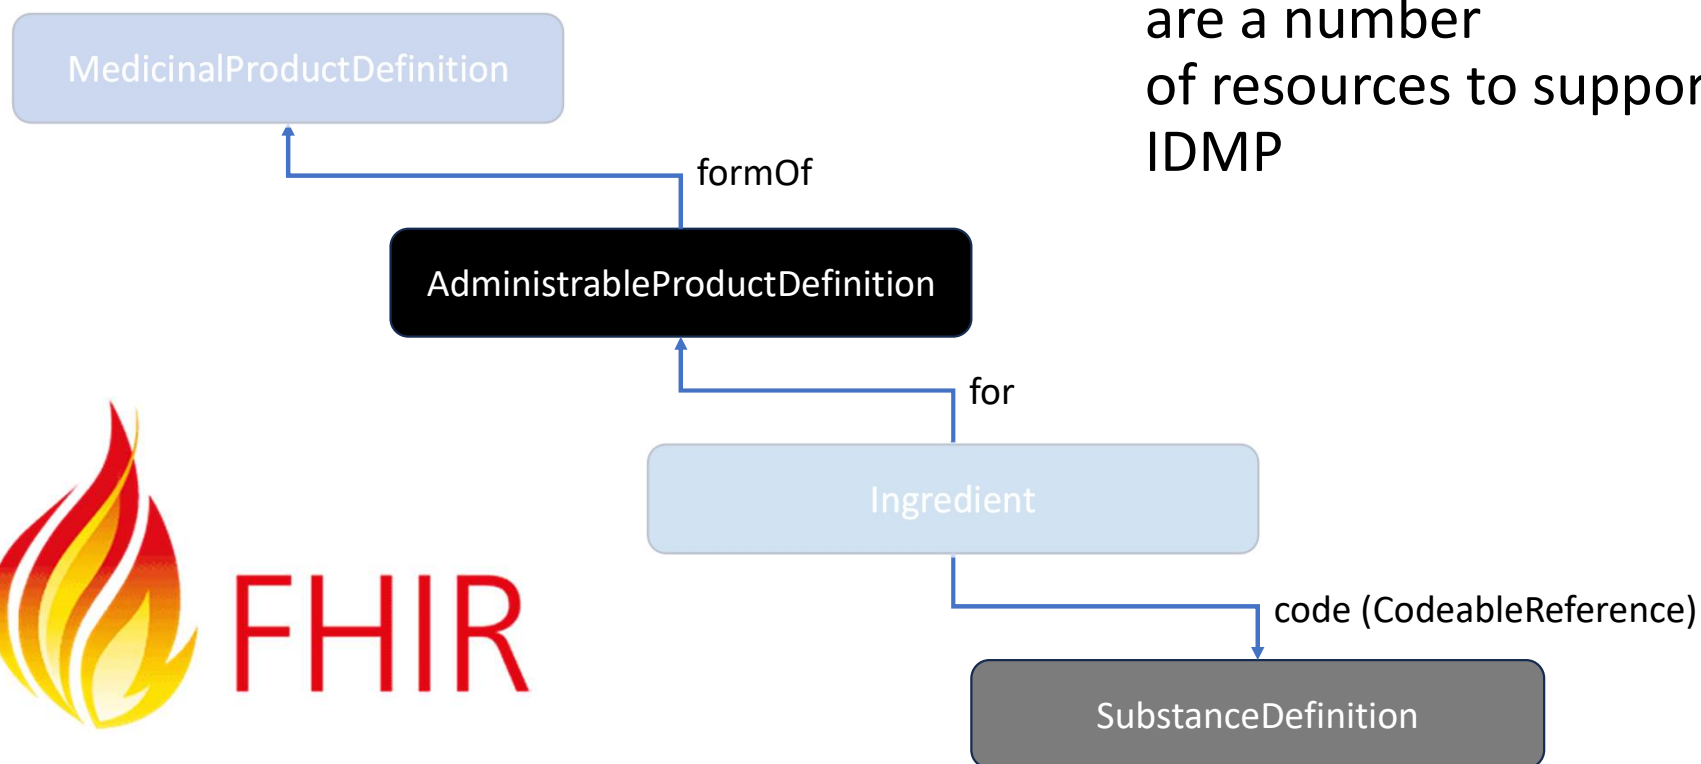 are a number
of resources to suppor
IDMP
MedicinalProductDefinition
formOf
AdministrableProductDefinition
for
Ingredient
code (CodeableReference)
SubstanceDefinition
FHIR